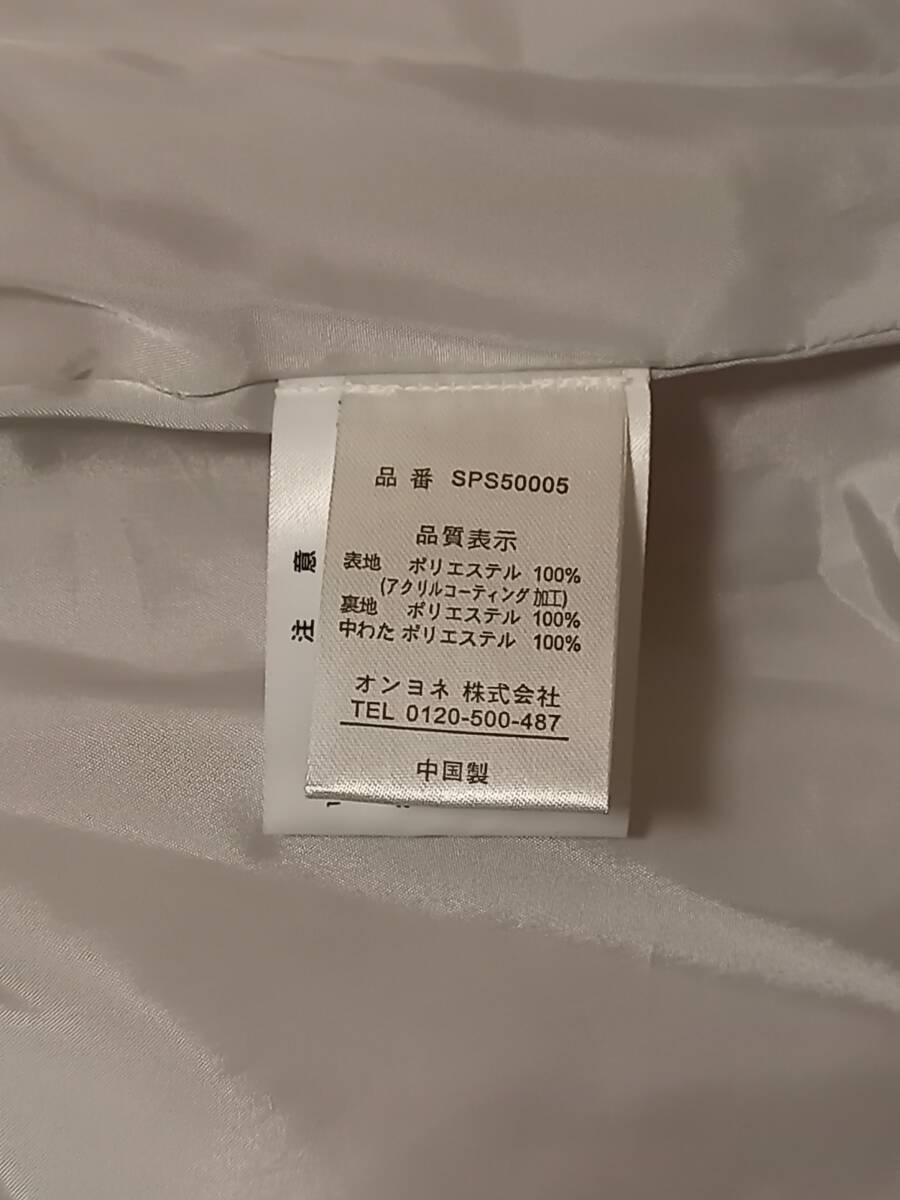 品番 SPS50005
品質表示
表地 ポリエステル 100%
(アクリルコーティング加工)
裏地 ポリエステル 100%
中わた ポリエステル 100%
オンヨネ 株式会社
TEL 0120-500-487
中国製
注意